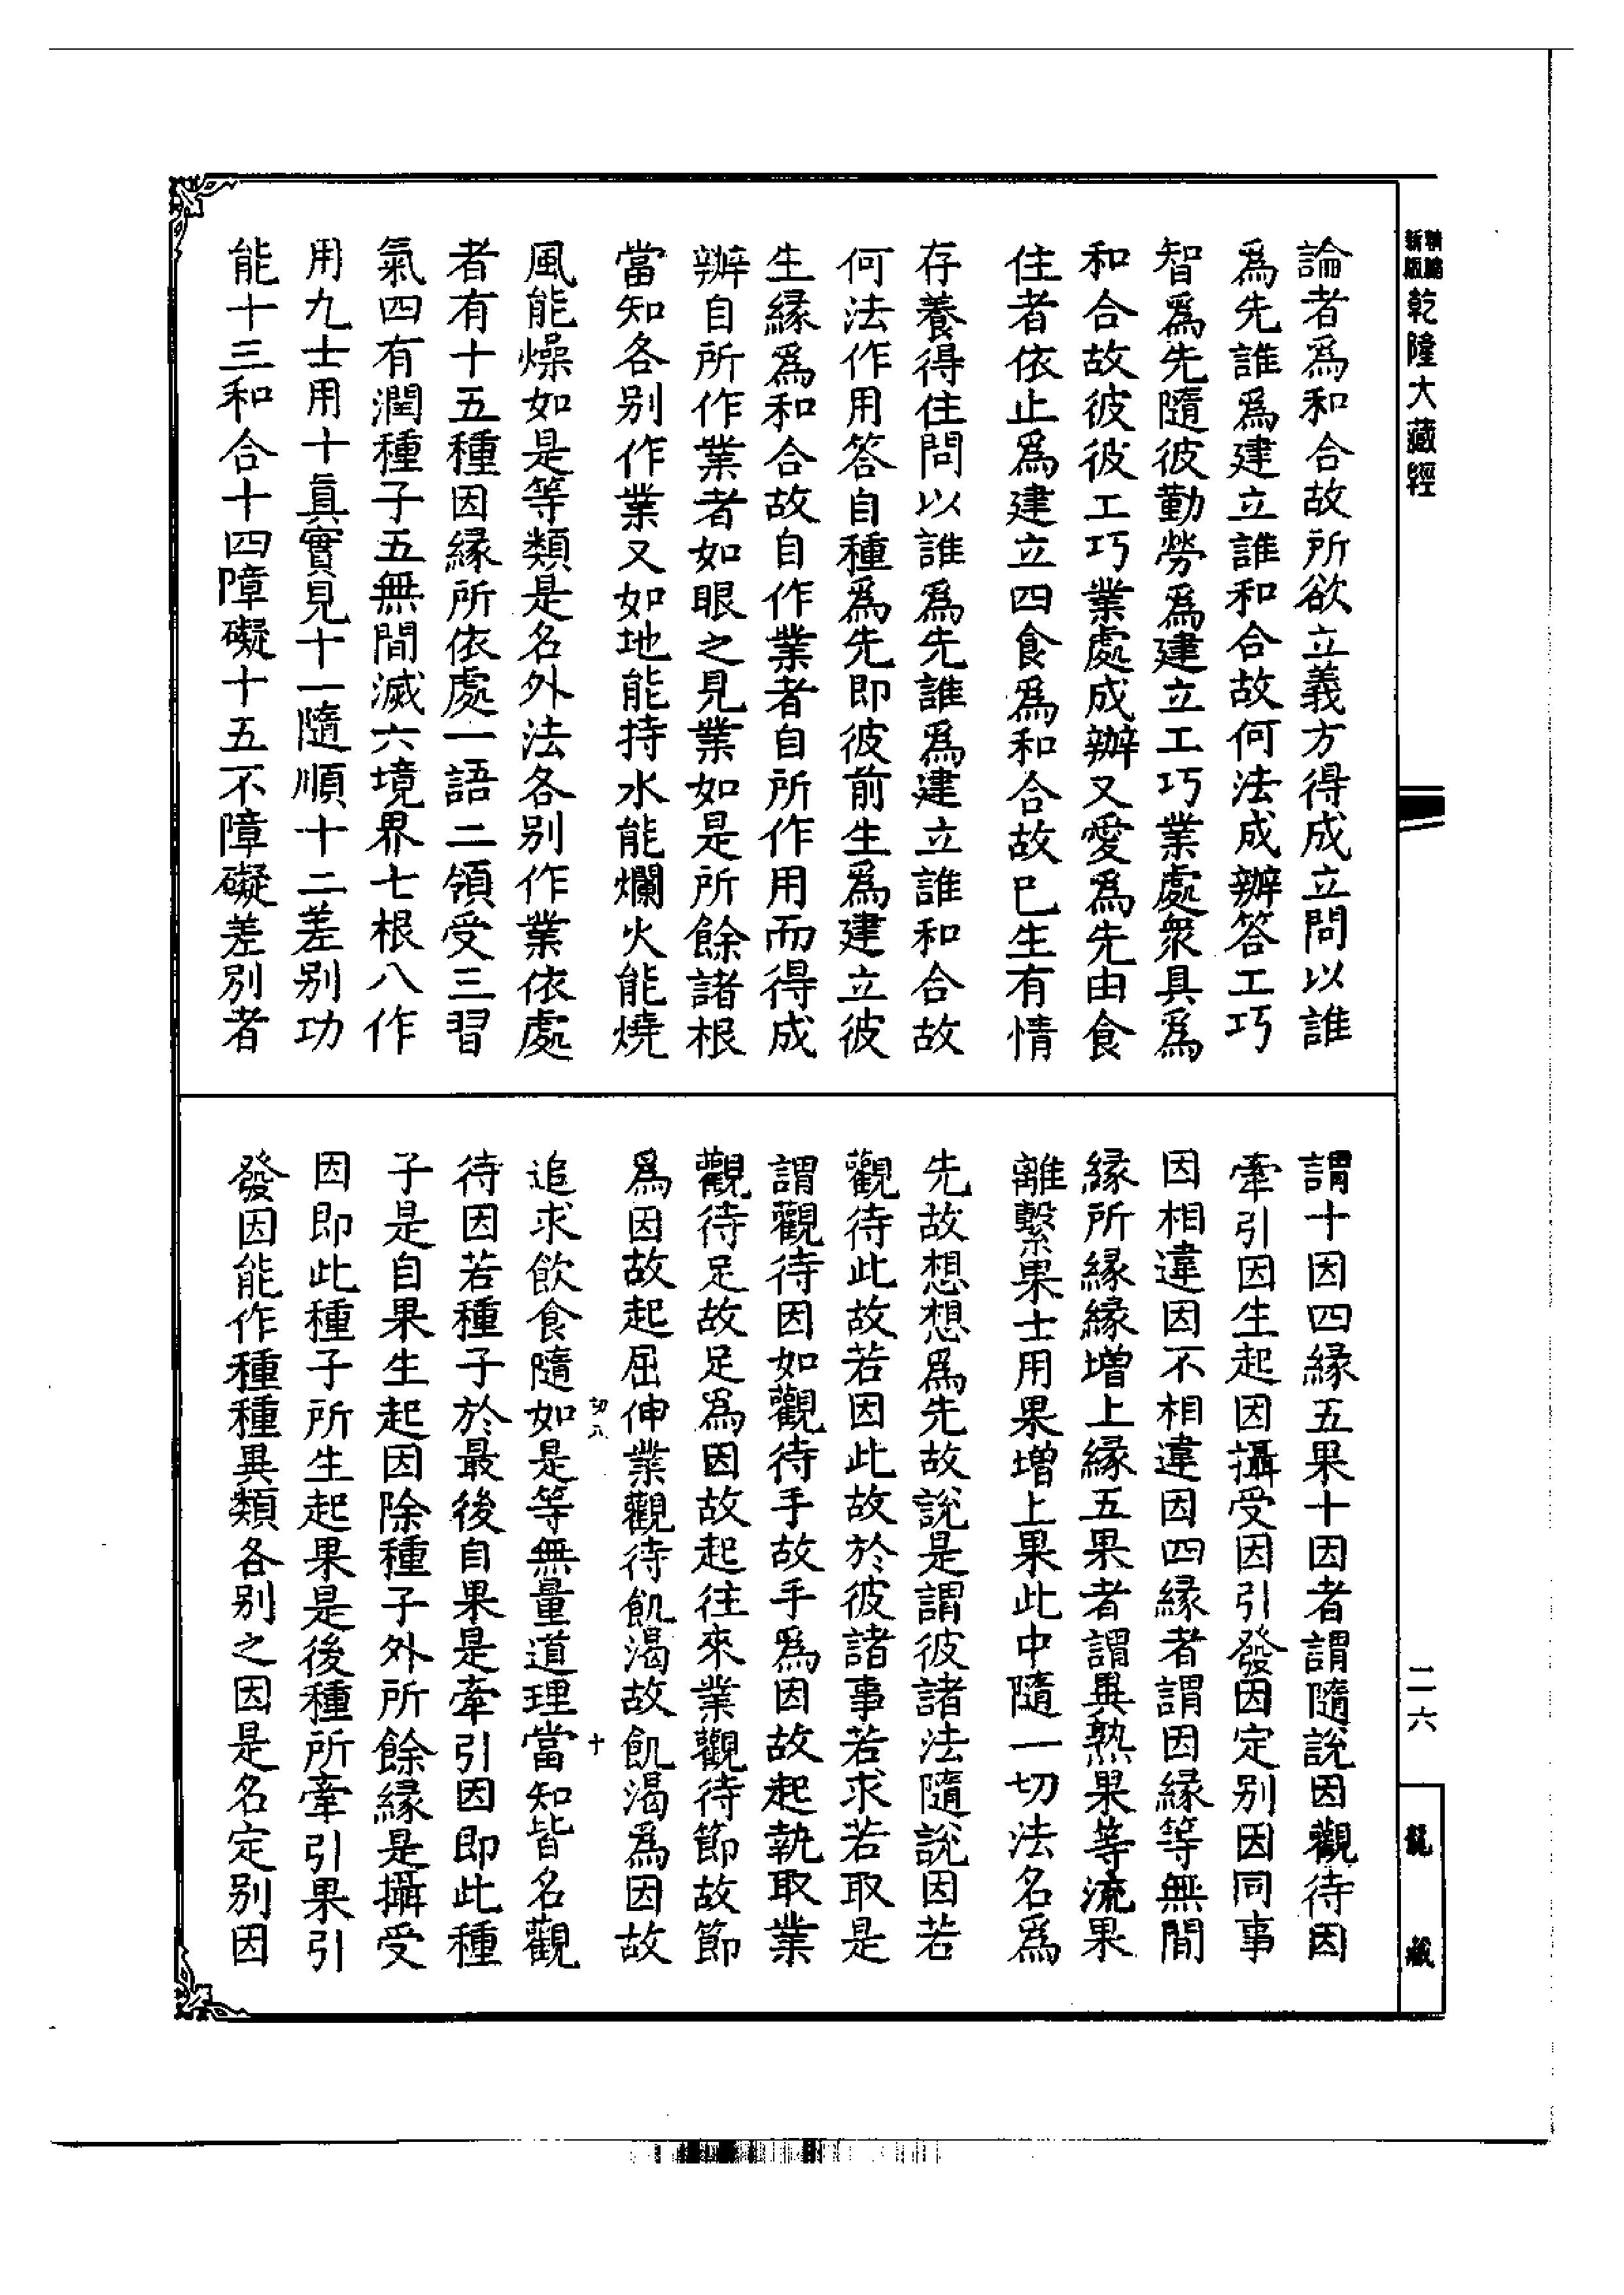 新版
精編
乾隆大藏經
論者爲和合故所欲立義方得成立問以誰
爲先誰爲建立誰和合故何法成辦答工巧
智爲先隨彼勤勞爲建立工巧業處衆具爲
和合故彼彼工巧業處成辦又愛爲先由食
住者依止爲建立四食爲和合故已生有情
存養得住問以誰爲先誰爲建立誰和合故
何法作用答自種爲先即彼前生爲建立彼
生緣爲和合故自作業者自所作用而得成
辦自所作業者如眼之見業如是所餘諸根
當知各別作業又如地能持水能爛火能燒
風能燥如是等類是名外法各別作業依處
者有十五種因緣所依處一語二領受三習
氣四有潤種子五無間滅六境界七根八作
用九士用十眞實見十一隨順十二差別功
能十三和合十四障礙十五不障礙差別者
謂十因四緣五果十因者謂隨說因觀待因
牽引因生起因攝受因引發因定別因同事
因相違因不相違因四緣者謂因緣等無間
緣所緣緣增上緣五果者謂異熟果等流果
離繫果士用果增上果此中隨一切法名爲
先故想想爲先故說是謂彼諸法隨說因若
觀待此故若因此故於彼諸事若求若取是
謂觀待因如觀待手故手爲因故起執取業
觀待足故足爲因故起往來業觀待節故節
爲因故起屈伸業觀待飢渴故飢渴爲因故
十
追求飲食隨如是等無量道理當知皆名觀
待因若種子於最後自果是牽引因即此種
子是自果生起因除種子外所餘緣是攝受
因即此種子所生起果是後種所牽引果引
發因能作種種異類各別之因是名定別因
二六
龍藏